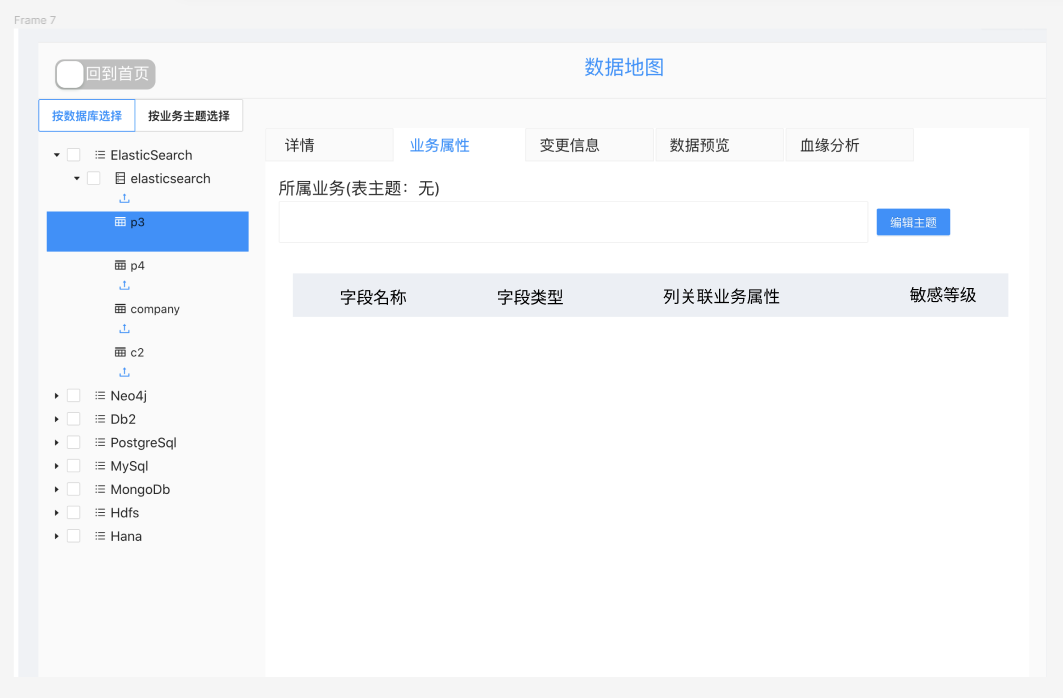 Frame 7
回到首页
数据地图
按数据库选择
按业务主题选择
ElasticSearch
elasticsearch
p3
p4
company
c2
Neo4j
Db2
PostgreSql
MySql
MongoDb
Hdfs
Hana
详情
业务属性
变更信息
数据预览
血缘分析
所属业务(表主题：无)
编辑主题
字段名称
字段类型
列关联业务属性
敏感等级